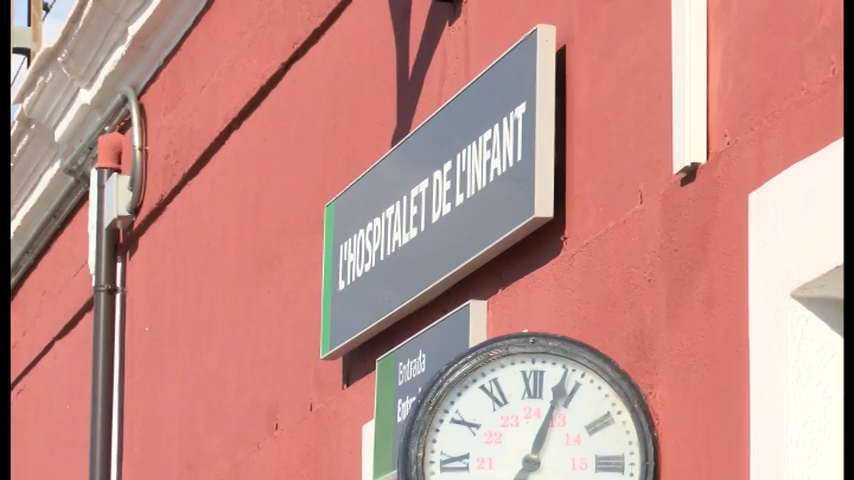 L'HOSPITALET DE L'INFANT
Entrada
XI XII I
X II
IX III
23 24 13
22 14
21 15